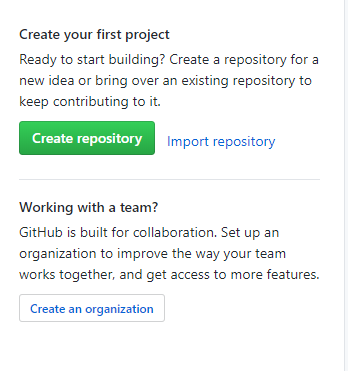 Create your first project
Ready to start building? Create a repository for a
new idea or bring over an existing repository to
keep contributing to it.
Create repository
Import repository
Working with a team?
GitHub is built for collaboration. Set up an
organization to improve the way your team
works together, and get access to more features.
Create an organization